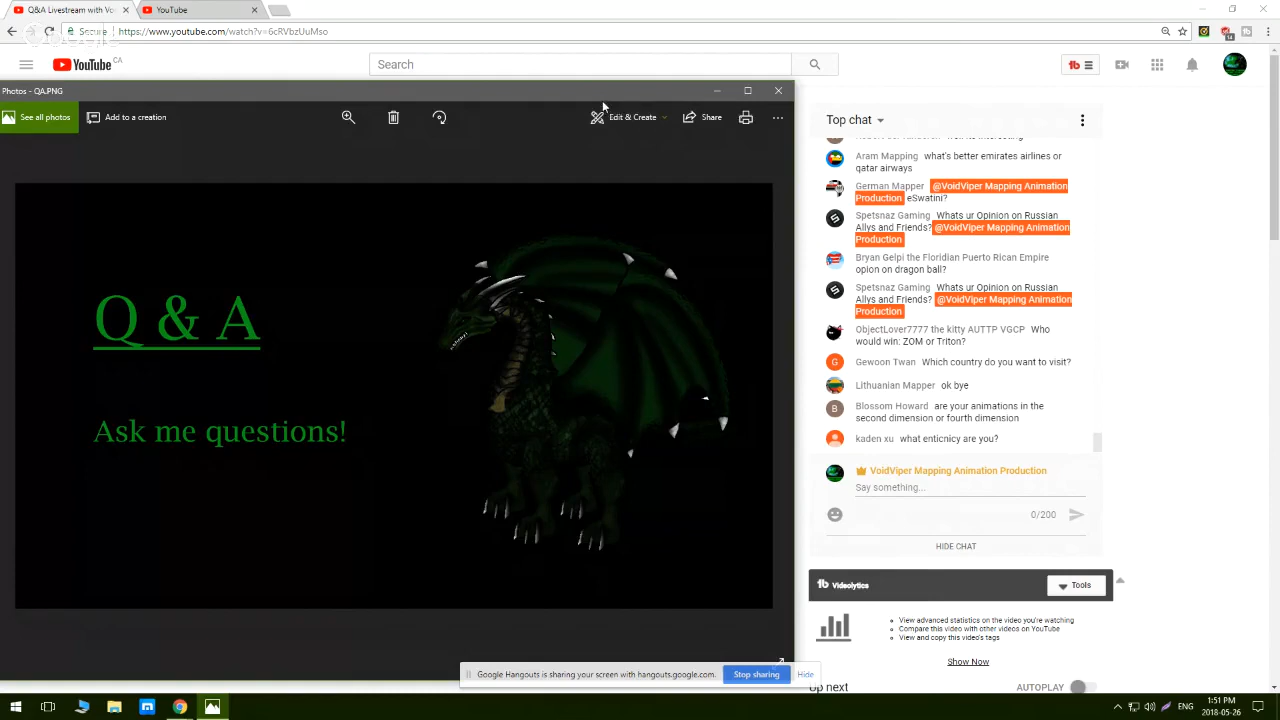 Q&A Livestream with Vo
YouTube
Secure
https://www.youtube.com/watch?v=6cRVbzUuMso
14
YouTube CA
Search
Photos - QA.PNG
See all photos
Add to a creation
Edit & Create
Share
Q & A
Ask me questions!
Top chat
Aram Mapping what's better emirates airlines or
qatar airways
German Mapper @VoidViper Mapping Animation
Production eSwatini?
Spetsnaz Gaming Whats ur Opinion on Russian
Allys and Friends? @VoidViper Mapping Animation
Production
Bryan Gelpi the Floridian Puerto Rican Empire
opion on dragon ball?
Spetsnaz Gaming Whats ur Opinion on Russian
Allys and Friends? @VoidViper Mapping Animation
Production
ObjectLover7777 the kitty AUTTP VGCP Who
would win: ZOM or Triton?
Gewoon Twan Which country do you want to visit?
Lithuanian Mapper ok bye
Blossom Howard are your animations in the
second dimension or fourth dimension
kaden xu what enticnicy are you?
VoidViper Mapping Animation Production
Say something...
0/200
HIDE CHAT
Videolytics
Tools
View advanced statistics on the video you're watching
Compare this video with other videos on YouTube
View and copy this video's tags
Show Now
Google Hangouts is sharing your screen with hangouts.google.com.
Stop sharing
Hide
Up next
AUTOPLAY
ENG
1:51 PM
2018-05-26